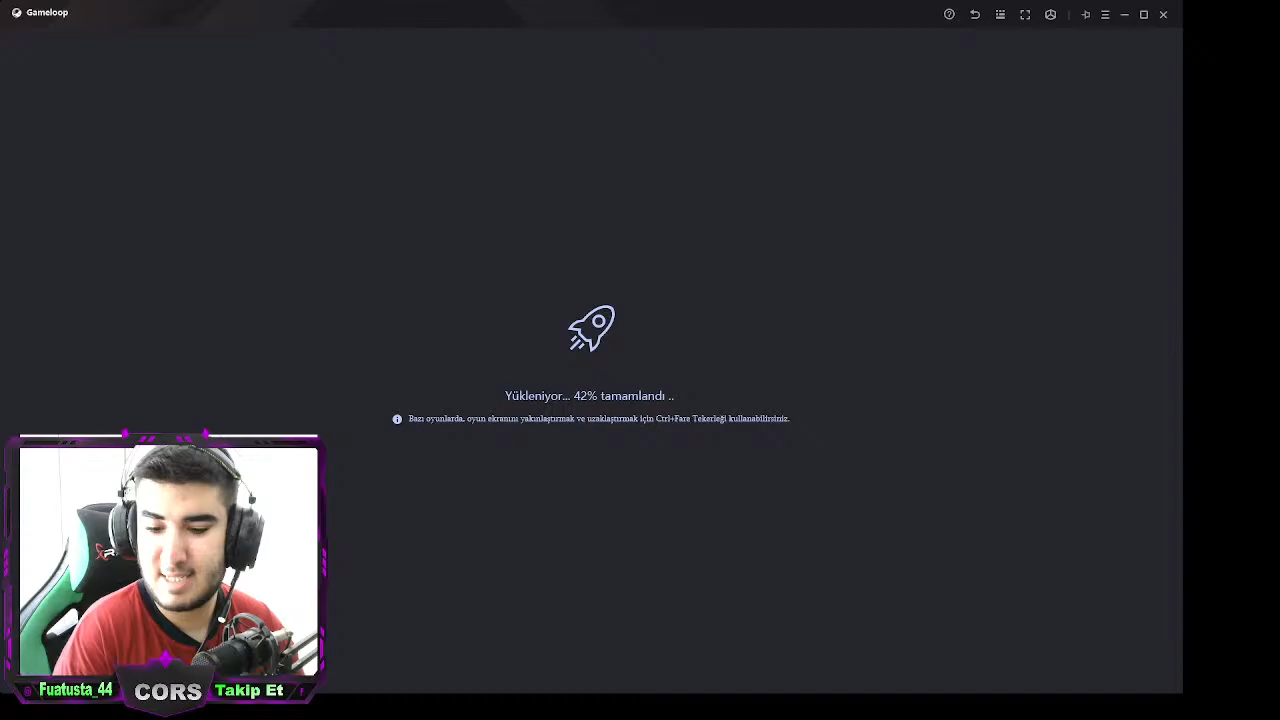 Gameloop
Yükleniyor... 42% tamamlandı ..
Bazı oyunlarda, oyun ekranını yakınlaştırmak ve uzaklaştırmak için Ctrl+Fare Tekerleği kullanabilirsiniz.
Fuatusta_44
CORS
Takip Et